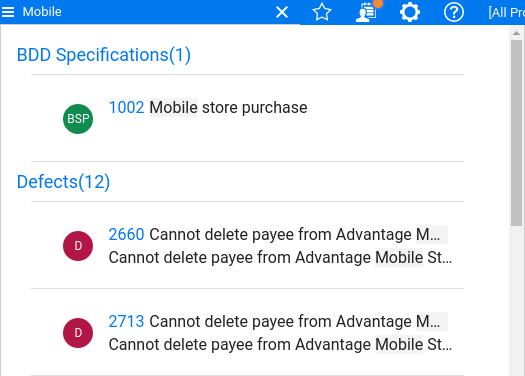 Mobile
[All Pro
BDD Specifications(1)
BSP
1002 Mobile store purchase
Defects(12)
D
2660 Cannot delete payee from Advantage M...
Cannot delete payee from Advantage Mobile St...
D
2713 Cannot delete payee from Advantage M...
Cannot delete payee from Advantage Mobile St...